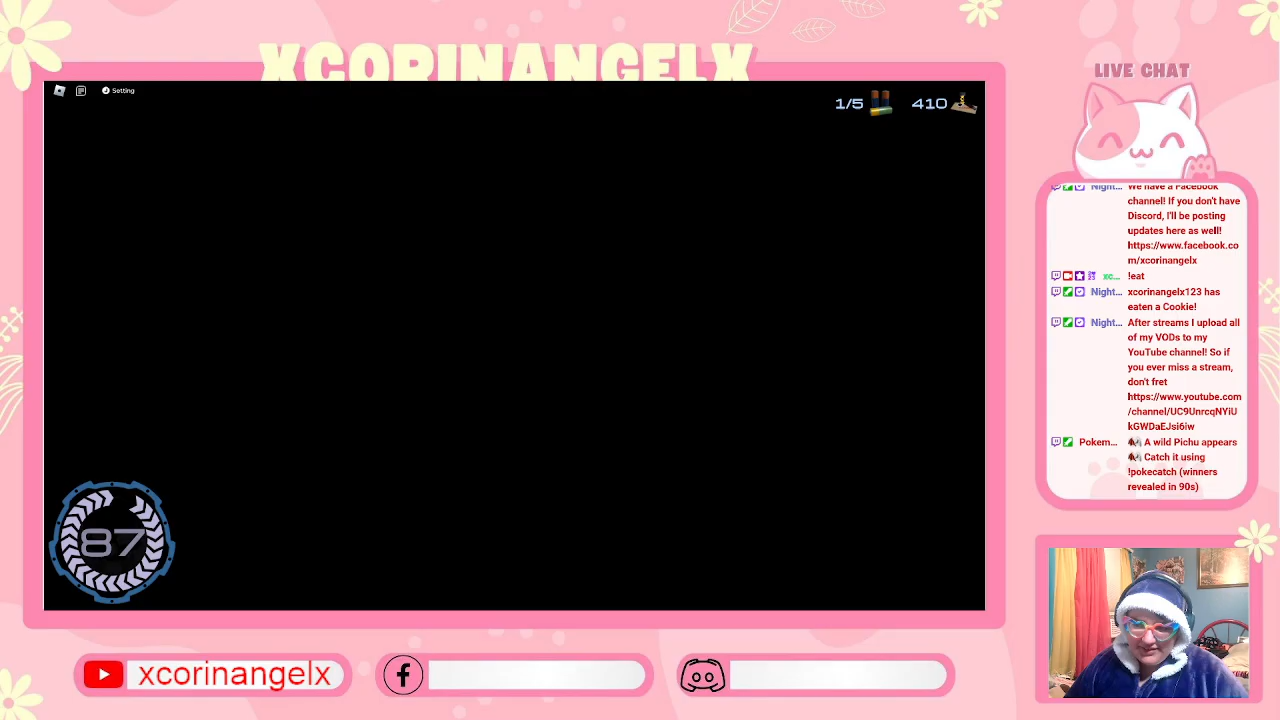 XCORINANGELX
Setting
1/5
410
87
LIVE CHAT
Night... We have a Facebook
channel! If you don't have
Discord, I'll be posting
updates here as well!
https://www.facebook.co
m/xcorinangelx
xc... !eat
Night... xcorinangelx123 has
eaten a Cookie!
Night... After streams I upload all
of my VODs to my
YouTube channel! So if
you ever miss a stream,
don't fret
https://www.youtube.com
/channel/UC9UnrcqNYiU
kGWDaEJsi6iw
Pokem... A wild Pichu appears
Catch it using
!pokecatch (winners
revealed in 90s)
xcorinangelx